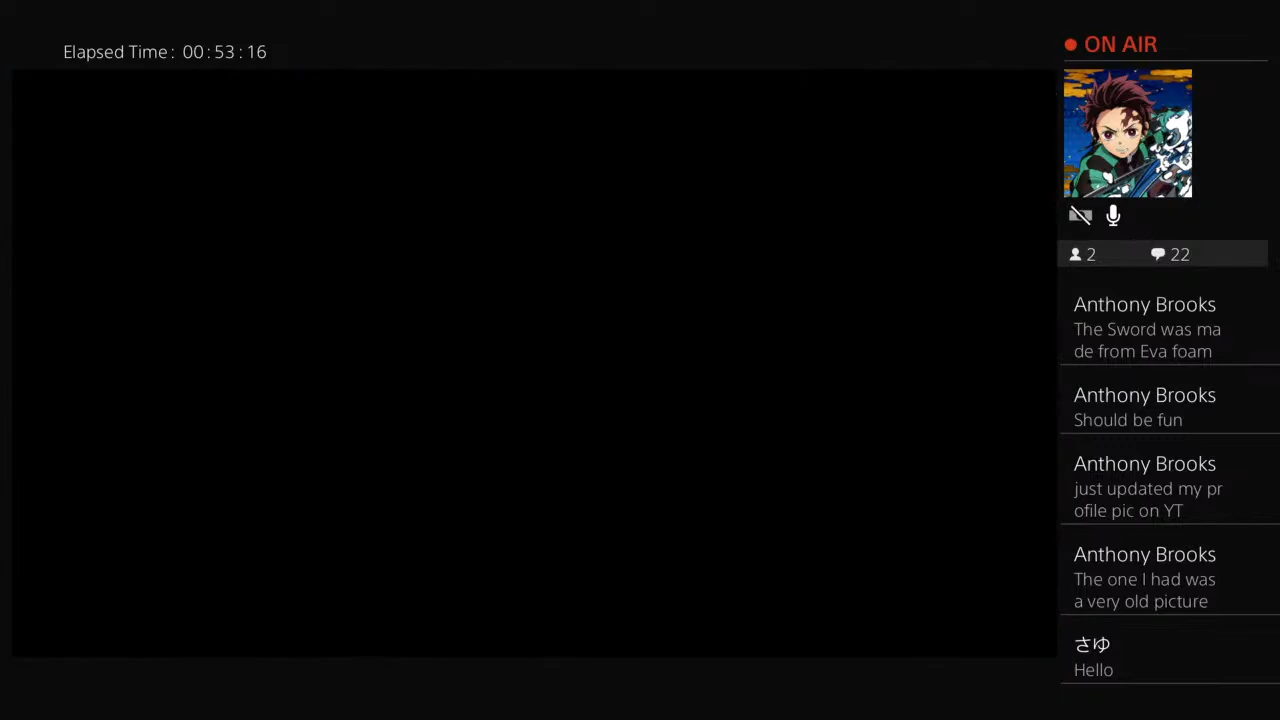 Elapsed Time: 00:53:16
ON AIR
2 22
Anthony Brooks
The Sword was ma
de from Eva foam
Anthony Brooks
Should be fun
Anthony Brooks
just updated my pr
ofile pic on YT
Anthony Brooks
The one I had was
a very old picture
さゆ
Hello